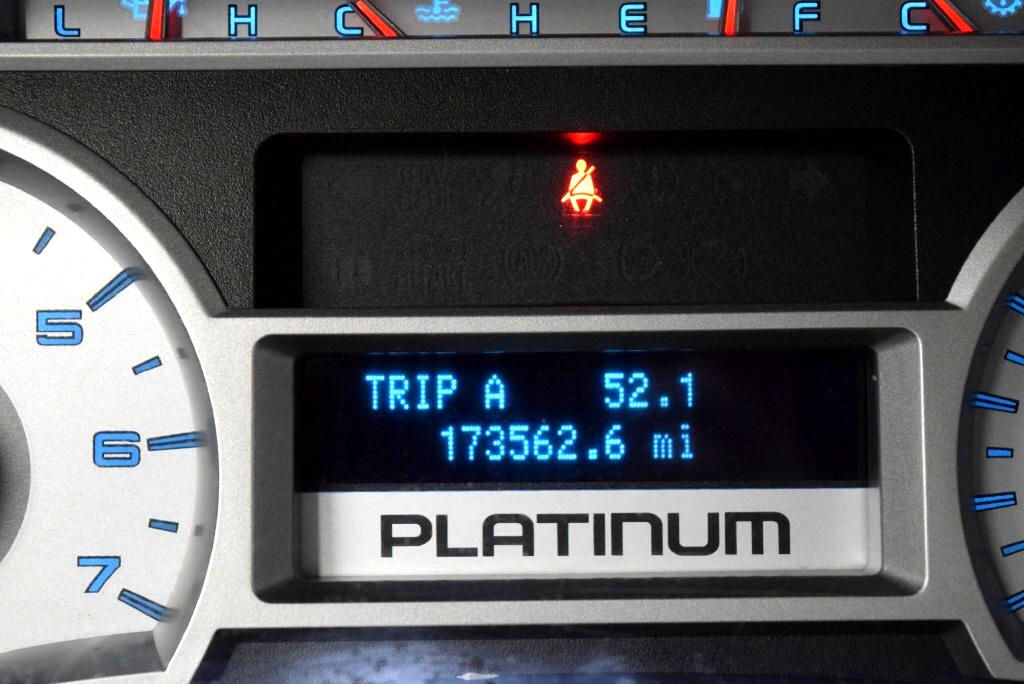 L H C H E F C
5
6
7
TRIP A 52.1
173562.6 mi
PLATINUM